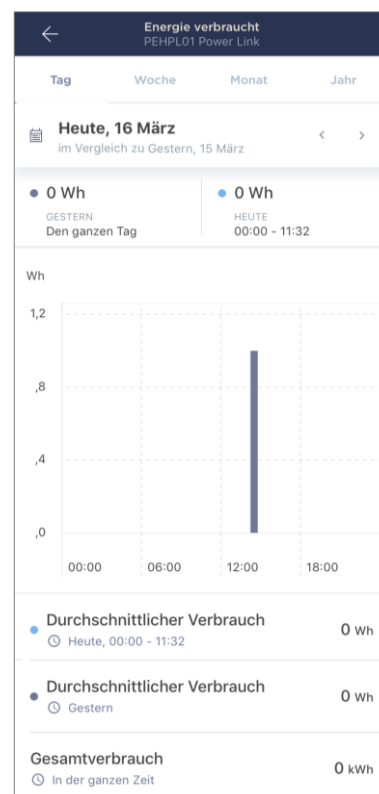 Energie verbraucht
PEHPL01 Power Link
Tag Woche Monat Jahr
Heute, 16 März
im Vergleich zu Gestern, 15 März
0 Wh 0 Wh
GESTERN HEUTE
Den ganzen Tag 00:00 - 11:32
Wh
1,2
,8
,4
,0
00:00 06:00 12:00 18:00
Durchschnittlicher Verbrauch
0 Wh
Heute, 00:00 - 11:32
Durchschnittlicher Verbrauch
0 Wh
Gestern
Gesamtverbrauch
0 kWh
In der ganzen Zeit